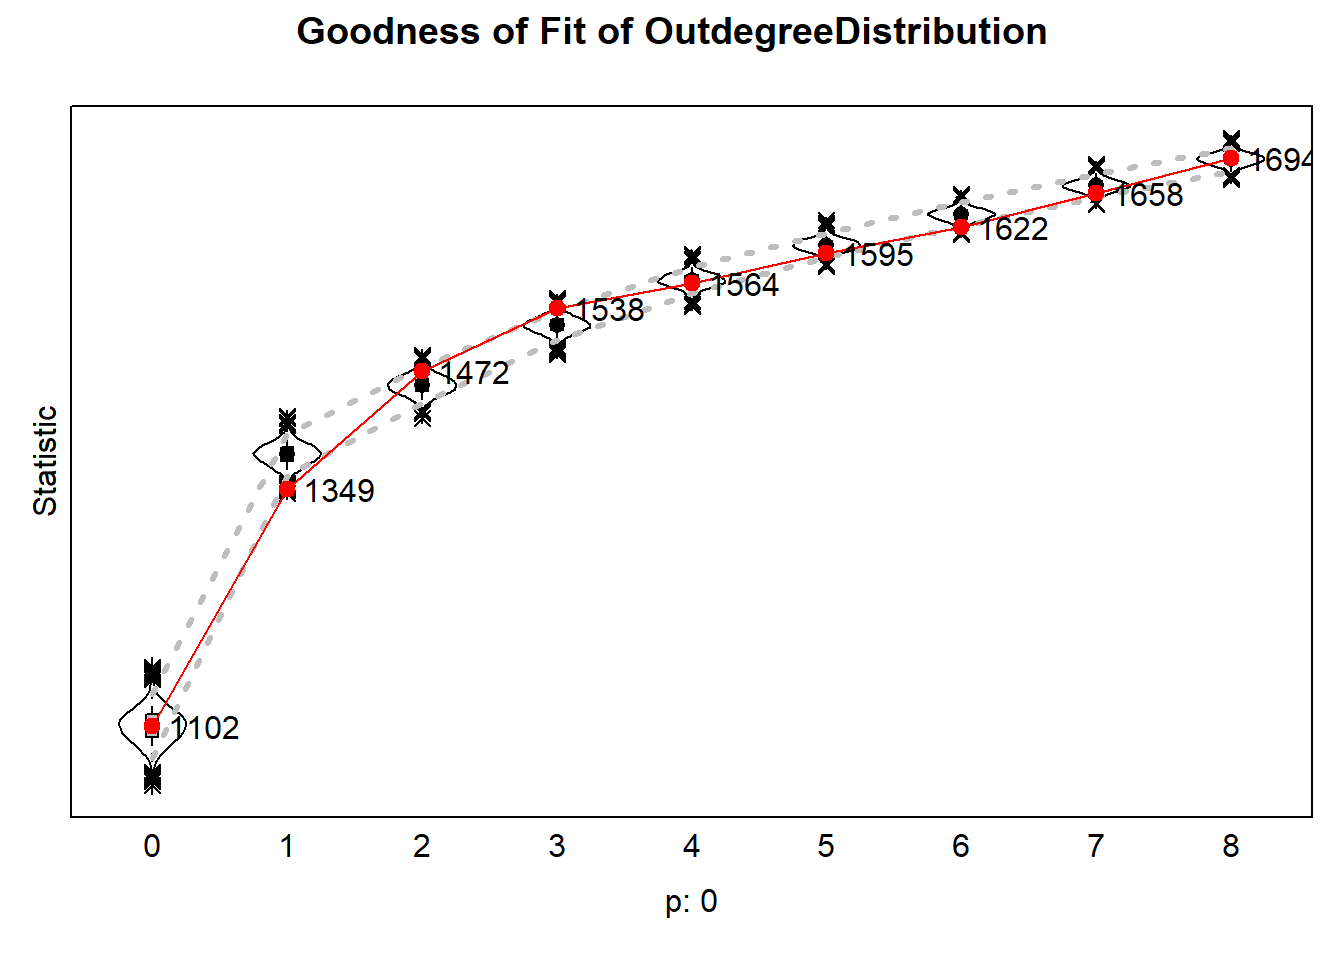 Goodness of Fit of OutdegreeDistribution
Statistic
1102
1349
1472
1538
1564
1595
1622
1658
1694
0 1 2 3 4 5 6 7 8
p: 0